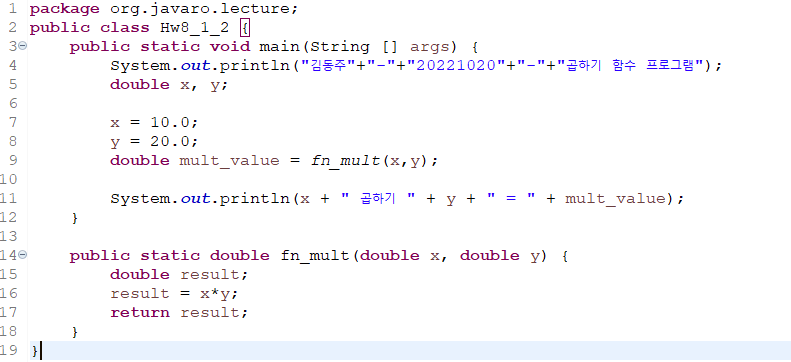 1 package org.javaro.lecture;
2 public class Hw8_1_2 {
3 public static void main(String [] args) {
4 System.out.println("김동주"+"-"+"20221020"+"-"+"곱하기 함수 프로그램");
5 double x, y;
6
7 x = 10.0;
8 y = 20.0;
9 double mult_value = fn_mult(x,y);
10
11 System.out.println(x + " 곱하기 " + y + " = " + mult_value);
12 }
13
14 public static double fn_mult(double x, double y) {
15 double result;
16 result = x*y;
17 return result;
18 }
19 }